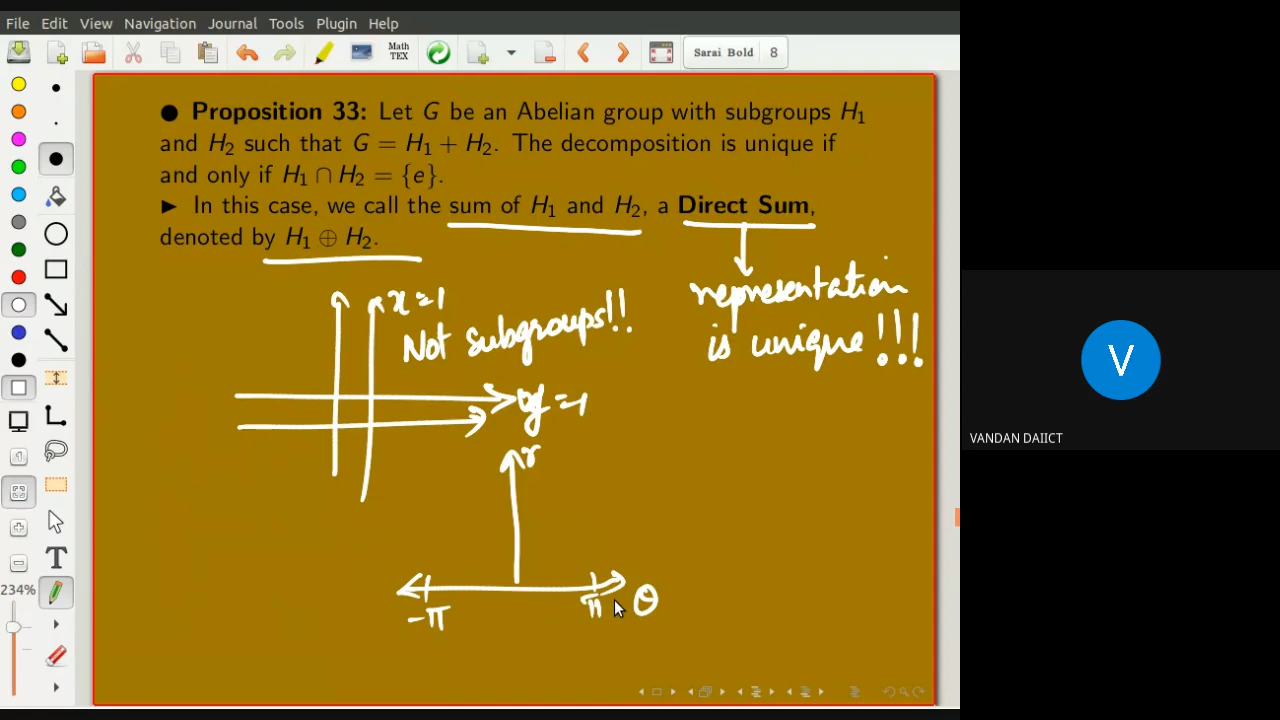 File Edit View Navigation Journal Tools Plugin Help
Math TEX
Sarai Bold 8
● Proposition 33: Let G be an Abelian group with subgroups H₁
and H₂ such that G = H₁ + H₂. The decomposition is unique if
and only if H₁ ∩ H₂ = {e}.
► In this case, we call the sum of H₁ and H₂, a Direct Sum,
denoted by H₁ ⊕ H₂.
representation
is unique!!!
x=1
Not subgroups!!
y=1
r
-π π θ
234%
V
VANDAN DAIICT